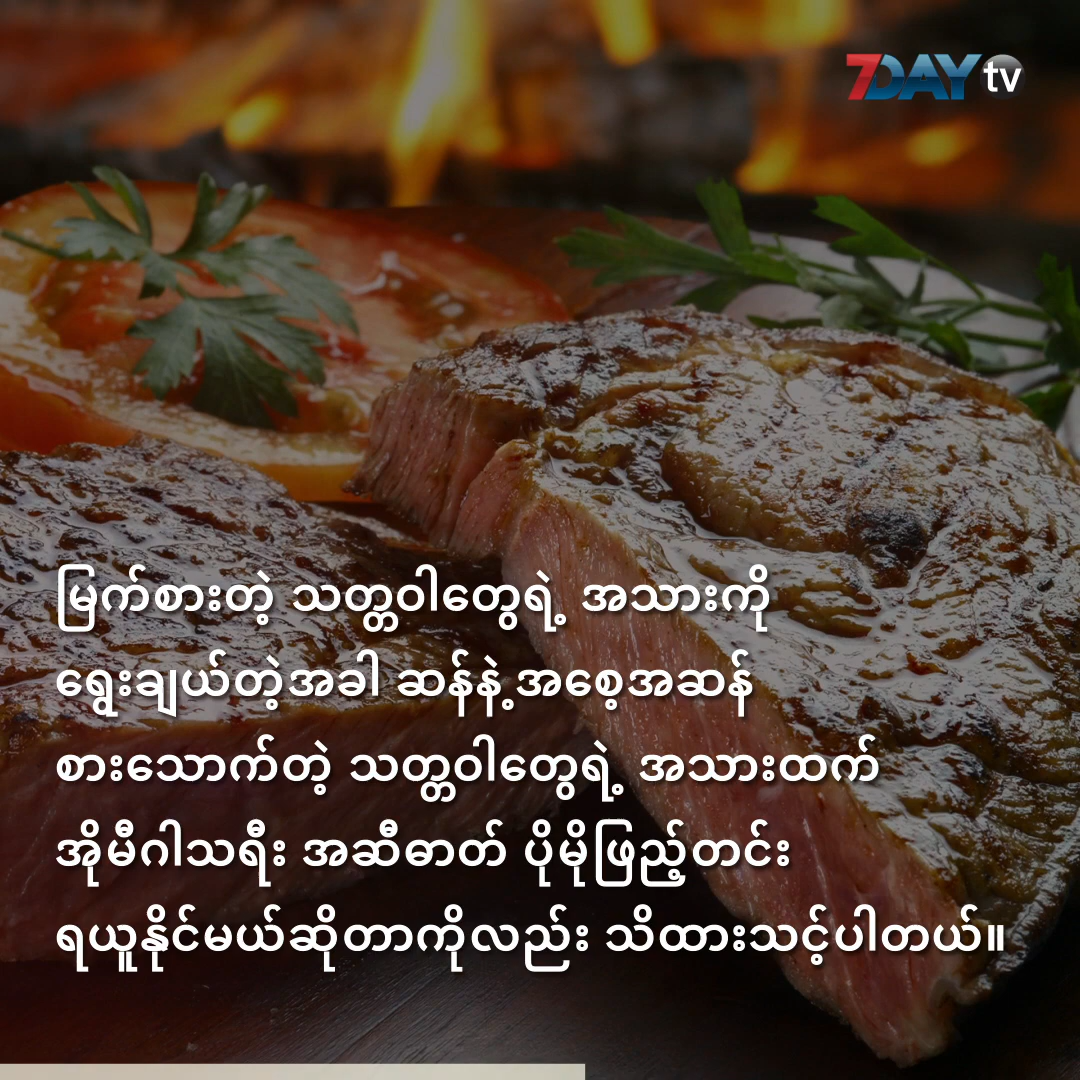 7DAY tv
မြက်စားတဲ့ သတ္တဝါတွေရဲ့ အသားကို
ရွေးချယ်တဲ့အခါ ဆန်နဲ့အစေ့အဆန်
စားသောက်တဲ့ သတ္တဝါတွေရဲ့ အသားထက်
အိုမီဂါသရီး အဆီဓာတ် ပိုမိုဖြည့်တင်း
ရယူနိုင်မယ်ဆိုတာကိုလည်း သိထားသင့်ပါတယ်။